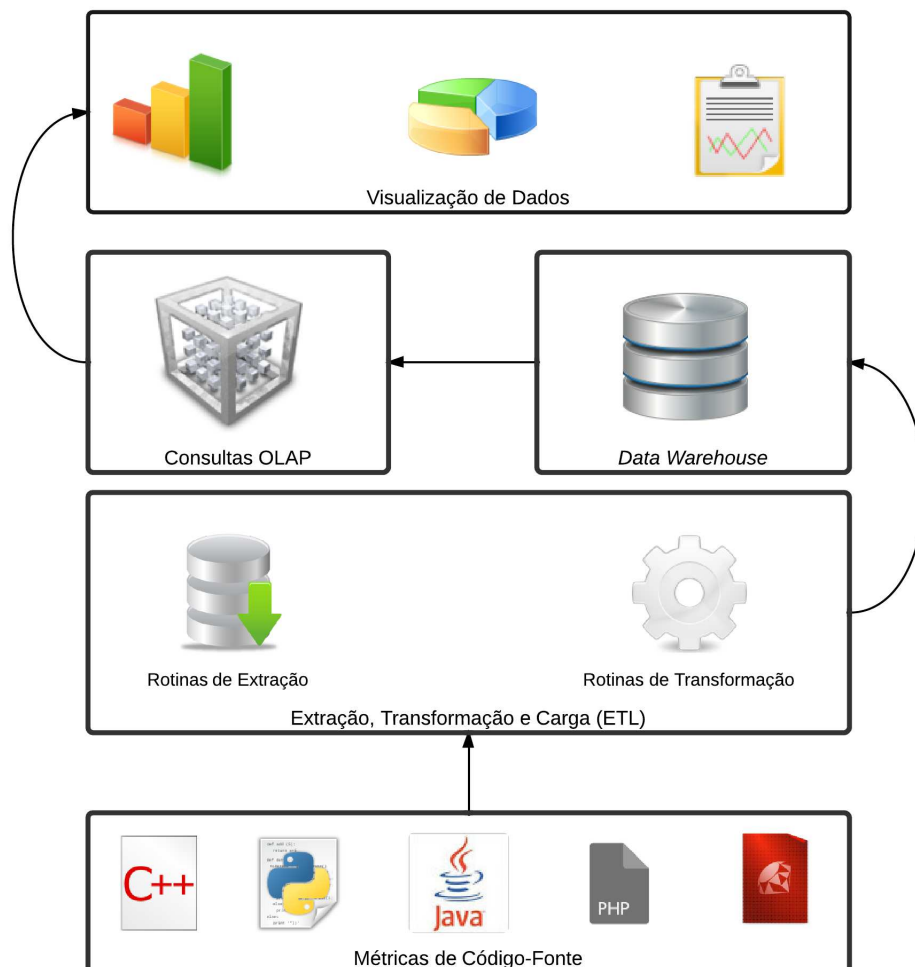 Visualização de Dados
Consultas OLAP
Data Warehouse
Rotinas de Extração
Rotinas de Transformação
Extração, Transformação e Carga (ETL)
C++
Java
PHP
Métricas de Código-Fonte